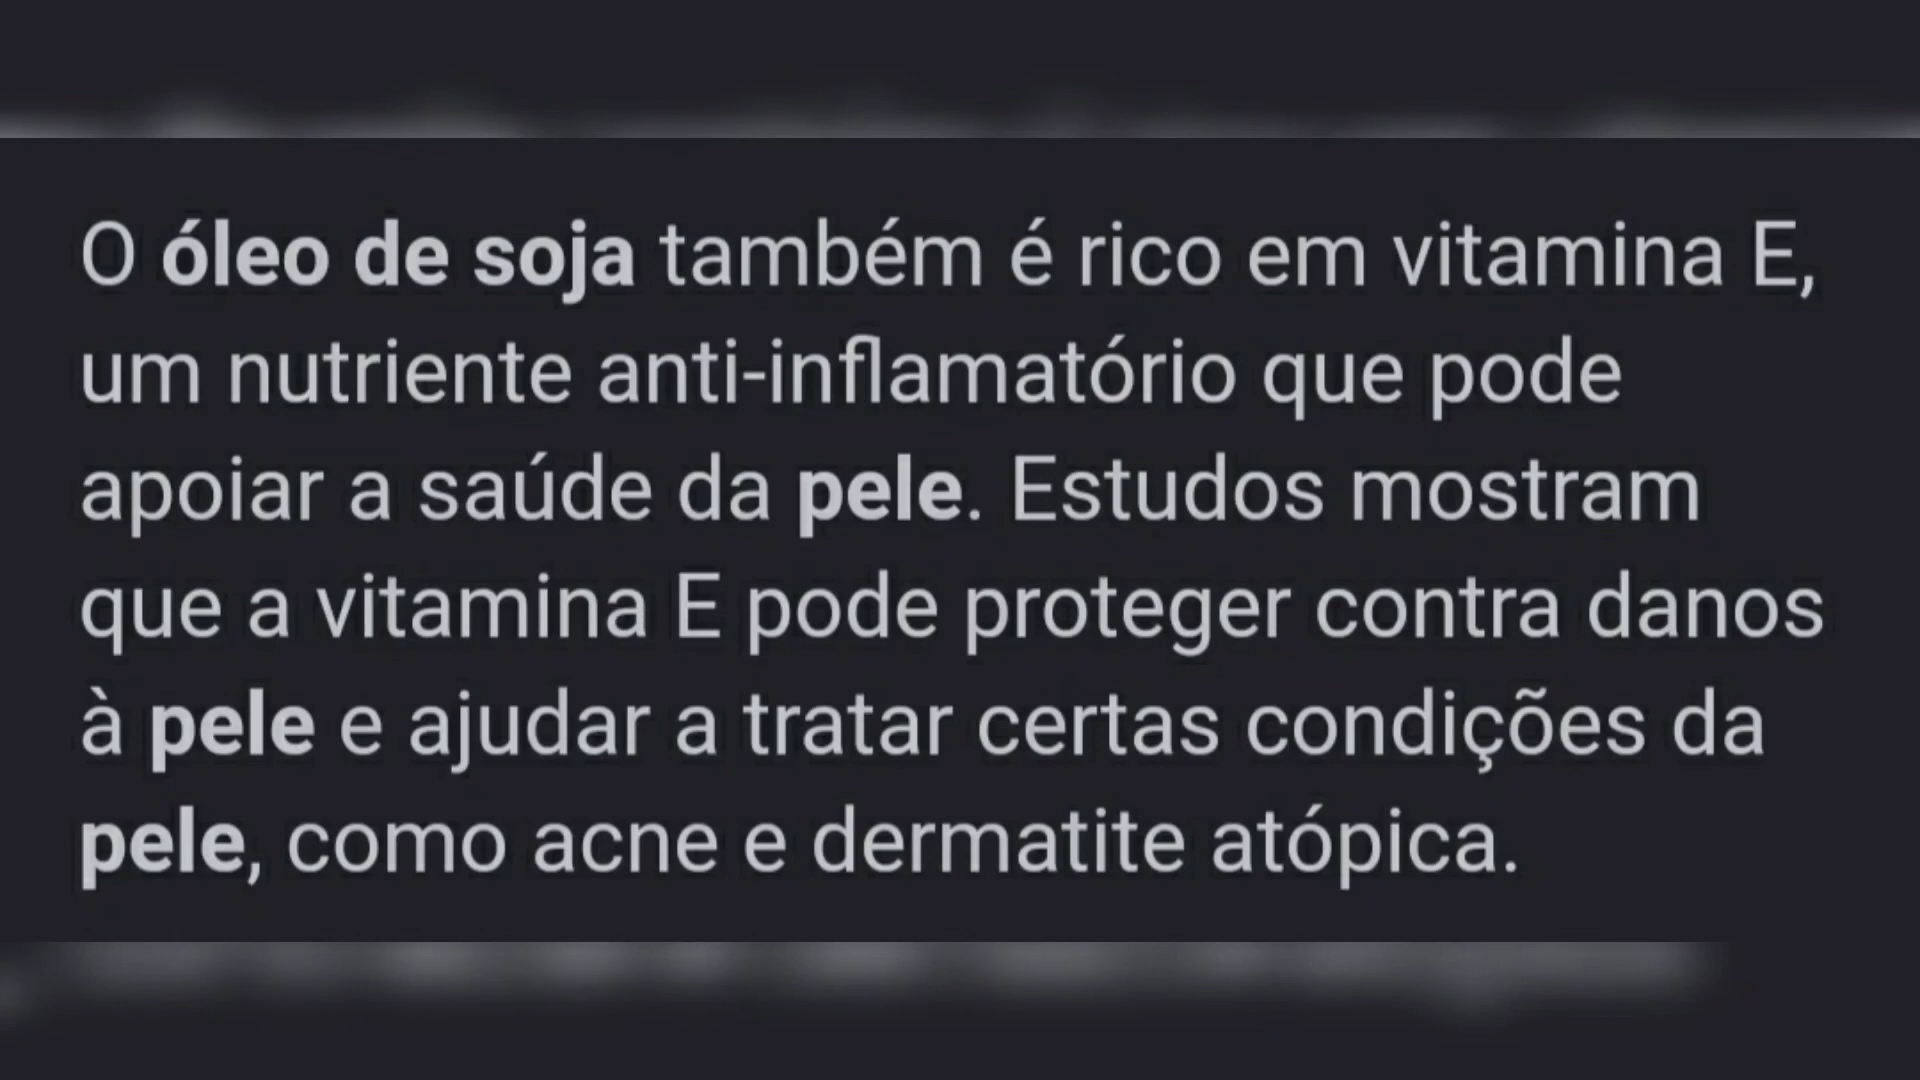 O óleo de soja também é rico em vitamina E,
um nutriente anti-inflamatório que pode
apoiar a saúde da pele. Estudos mostram
que a vitamina E pode proteger contra danos
à pele e ajudar a tratar certas condições da
pele, como acne e dermatite atópica.